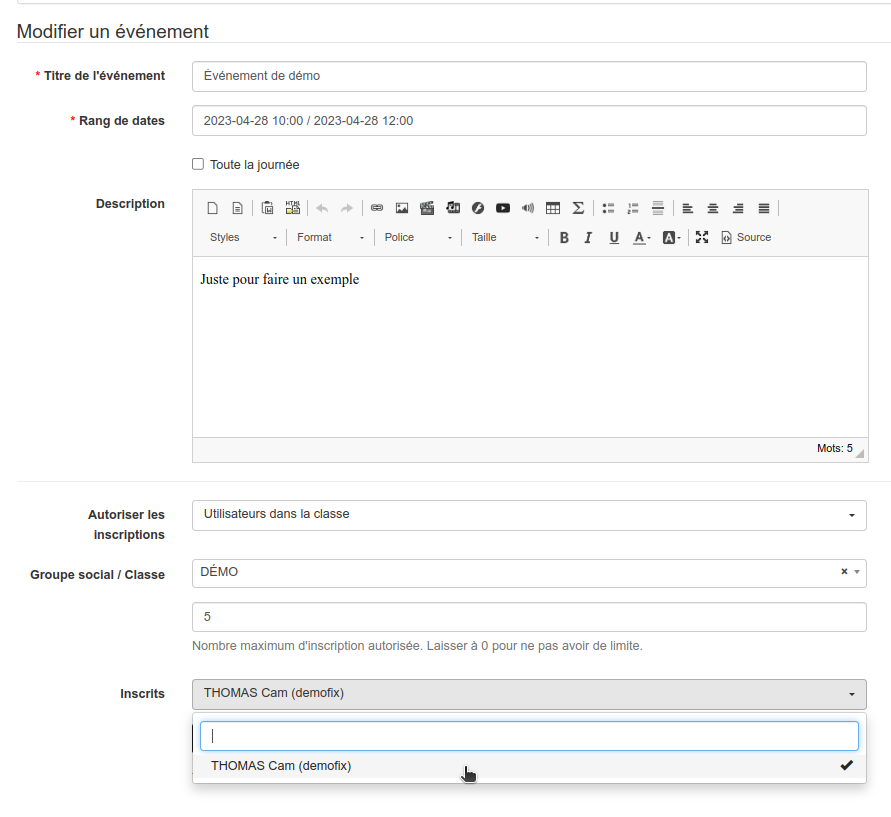 Modifier un événement
* Titre de l'événement
Événement de démo
* Rang de dates
2023-04-28 10:00 / 2023-04-28 12:00
Toute la journée
Description
HTML
Styles Format Police Taille B I U A A Source
Juste pour faire un exemple
Mots: 5
Autoriser les
inscriptions
Utilisateurs dans la classe
Groupe social / Classe
DÉMO
5
Nombre maximum d'inscription autorisée. Laisser à 0 pour ne pas avoir de limite.
Inscrits
THOMAS Cam (demofix)
THOMAS Cam (demofix)